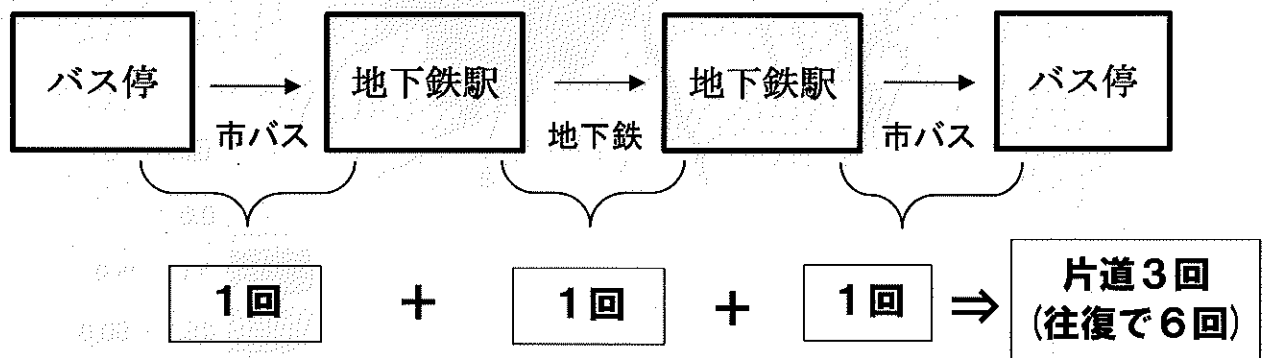 バス停 → 地下鉄駅 → 地下鉄駅 → バス停
市バス 地下鉄 市バス
1回 + 1回 + 1回 ⇒ 片道3回
(往復で6回)